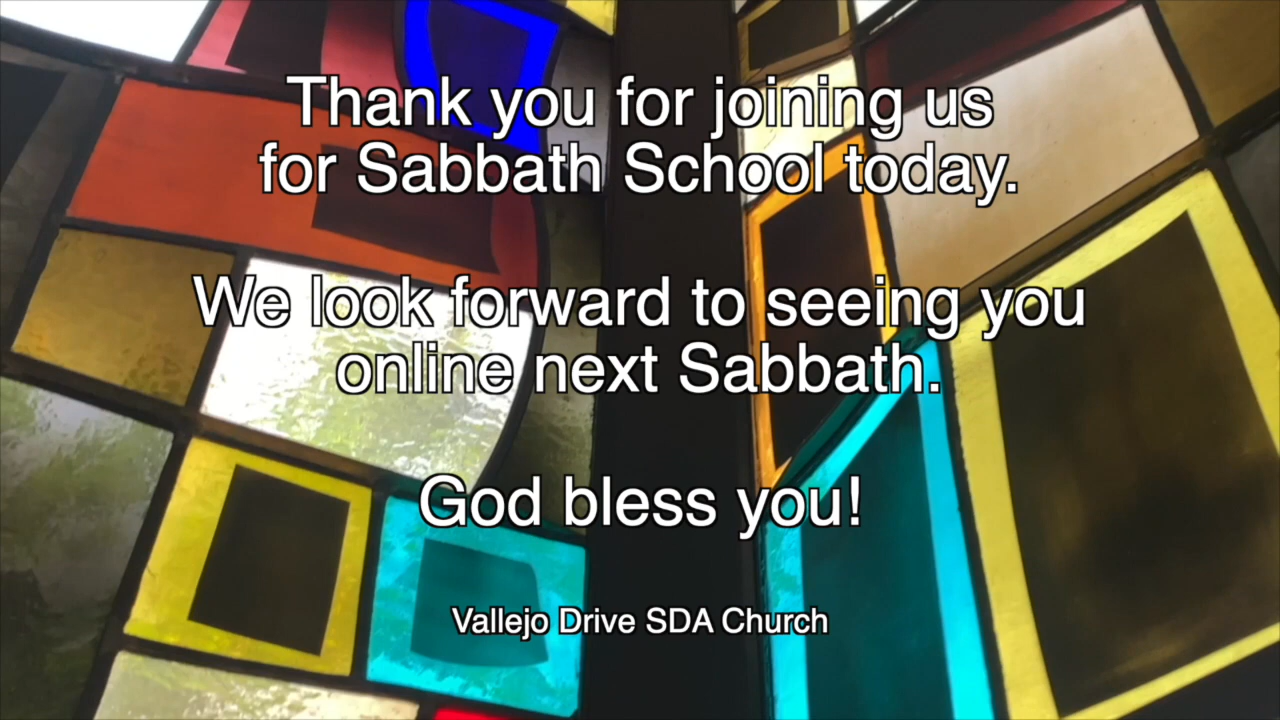 Thank you for joining us
for Sabbath School today.
We look forward to seeing you
online next Sabbath.
God bless you!
Vallejo Drive SDA Church